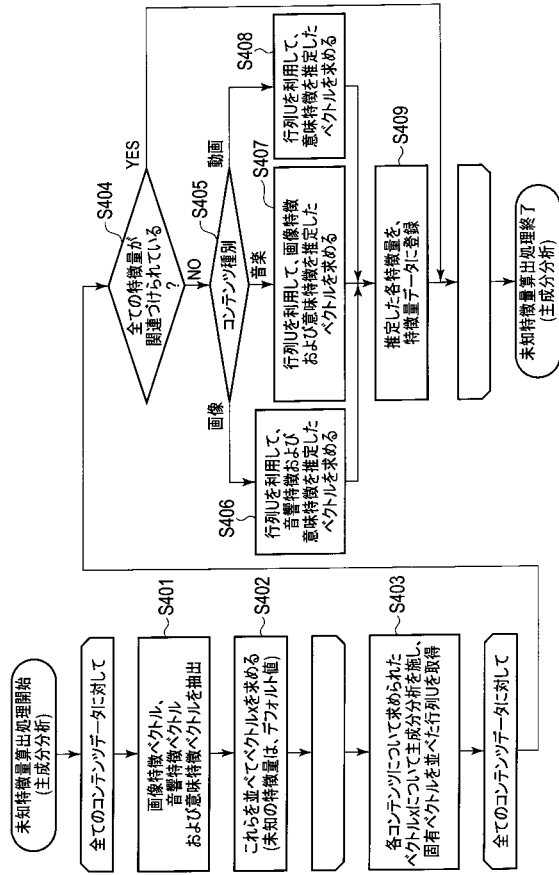 未知特徴量算出処理開始
(主成分分析)
全てのコンテンツデータに対して
S401
画像特徴ベクトル、
音響特徴ベクトル
および意味特徴ベクトルを抽出
S402
これらを並べてベクトルxを求める
(未知の特徴量は、デフォルト値)
S403
各コンテンツについて求められた
ベクトルxについて主成分分析を施し、
固有ベクトルを並べた行列Uを取得
全てのコンテンツデータに対して
S404
全ての特徴量が
関連づけられている
?
YES
NO
S405
コンテンツ種別
画像
音楽
動画
S406
行列Uを利用して、
音響特徴および
意味特徴を推定した
ベクトルを求める
S407
行列Uを利用して、画像特徴
および意味特徴を推定した
ベクトルを求める
S408
行列Uを利用して、
意味特徴を推定した
ベクトルを求める
S409
推定した各特徴量を、
特徴量データに登録
未知特徴量算出処理終了
(主成分分析)